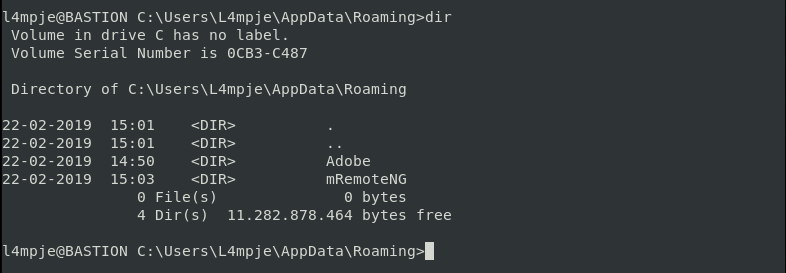 l4mpje@BASTION C:\Users\L4mpje\AppData\Roaming>dir
 Volume in drive C has no label.
 Volume Serial Number is 0CB3-C487

 Directory of C:\Users\L4mpje\AppData\Roaming

22-02-2019  15:01    <DIR>          .
22-02-2019  15:01    <DIR>          ..
22-02-2019  14:50    <DIR>          Adobe
22-02-2019  15:03    <DIR>          mRemoteNG
               0 File(s)              0 bytes
               4 Dir(s)  11.282.878.464 bytes free

l4mpje@BASTION C:\Users\L4mpje\AppData\Roaming>